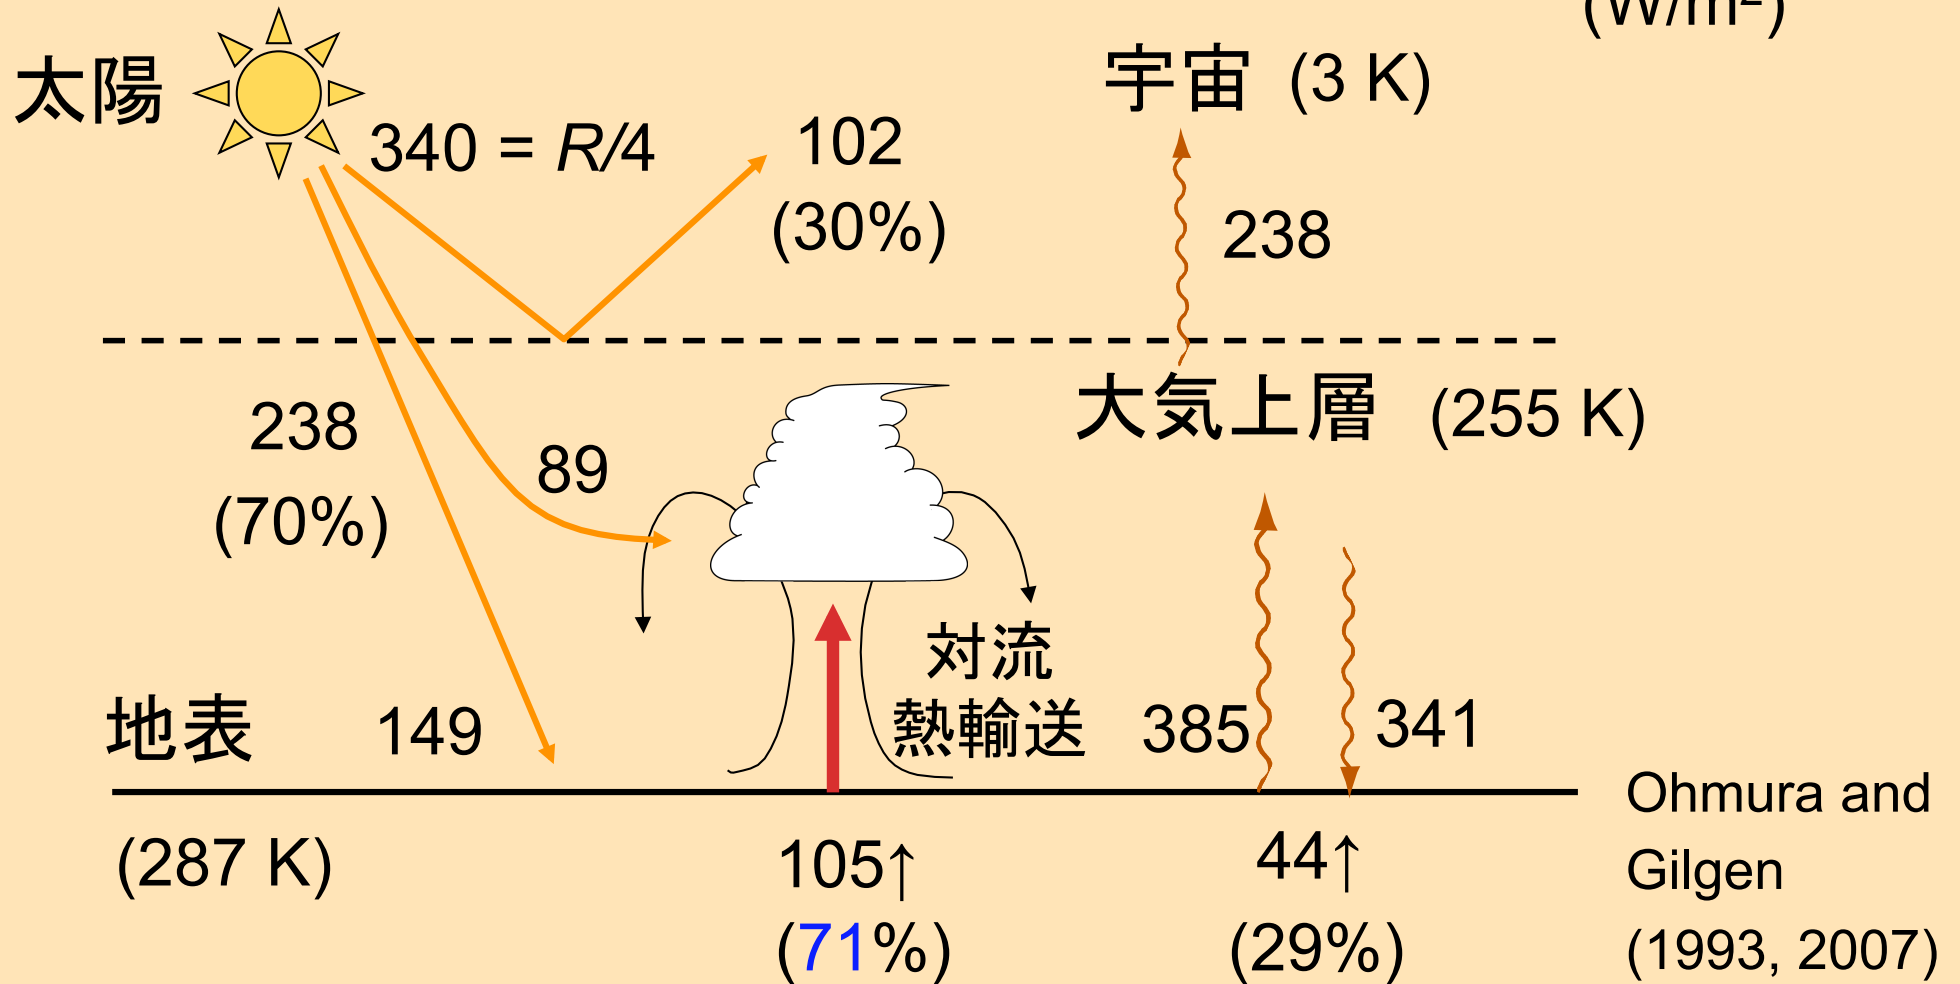 (W/m²)
太陽
宇宙 (3 K)
340 = R/4
102
(30%)
238
大気上層 (255 K)
238
(70%)
89
対流
熱輸送
地表
149
385
341
(287 K)
105↑
(71%)
44↑
(29%)
Ohmura and
Gilgen
(1993, 2007)